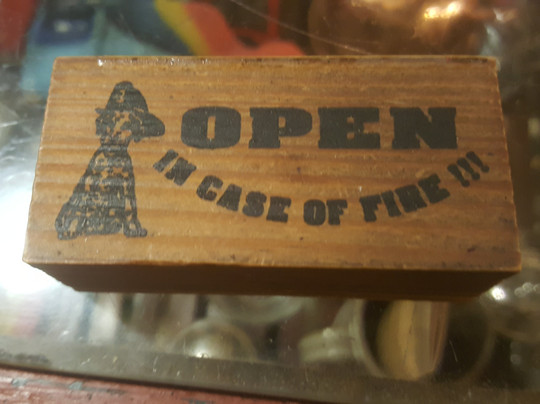 OPEN
IN CASE OF FIRE !!!